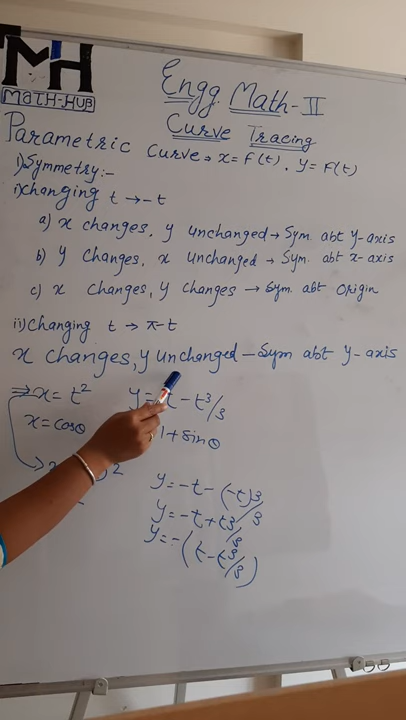 MH
MATH-HUB
Engg Math-II
Curve Tracing
Parametric Curve → x = F(t), y = F(t)
i) Symmetry:-
i) changing t → -t
a) x changes, y unchanged → Sym. abt y-axis
b) y changes, x unchanged → Sym. abt x-axis
c) x changes, y changes → Sym abt Origin
ii) changing t → π-t
x changes, y unchanged - Sym abt y-axis
⇒ x = t² y = t - t³/3
x = cosθ 1 + sinθ
y = -t - (-t)³/3
y = -t + t³/3
y = -(t - t³/3)